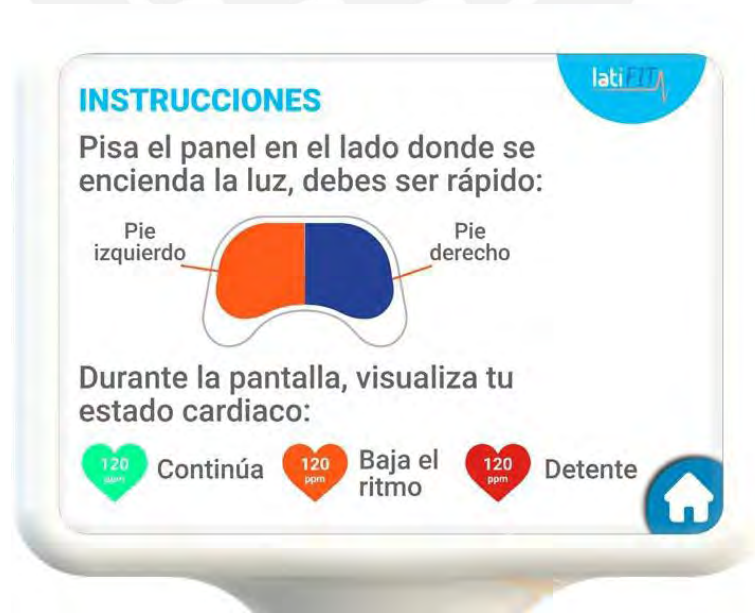 latiFIT
INSTRUCCIONES
Pisa el panel en el lado donde se
encienda la luz, debes ser rápido:
Pie
izquierdo
Pie
derecho
Durante la pantalla, visualiza tu
estado cardiaco:
120
ppm
Continúa
120
ppm
Baja el
ritmo
120
ppm
Detente